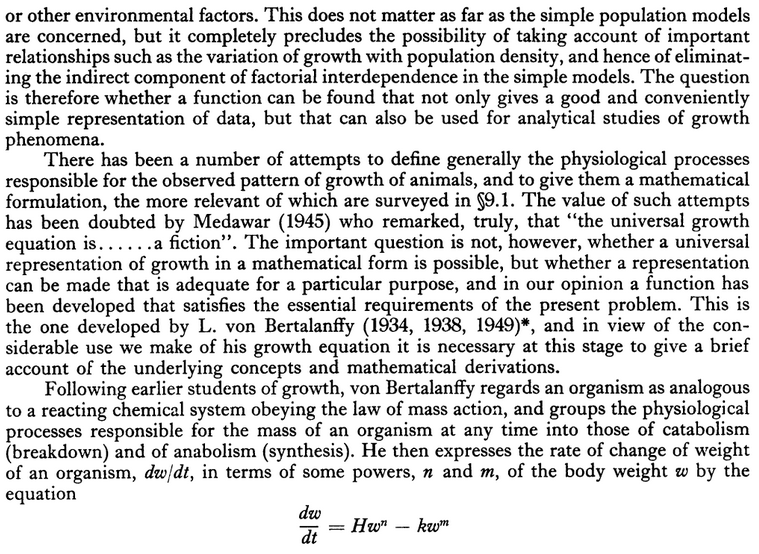 or other environmental factors. This does not matter as far as the simple population models
are concerned, but it completely precludes the possibility of taking account of important
relationships such as the variation of growth with population density, and hence of eliminat-
ing the indirect component of factorial interdependence in the simple models. The question
is therefore whether a function can be found that not only gives a good and conveniently
simple representation of data, but that can also be used for analytical studies of growth
phenomena.
There has been a number of attempts to define generally the physiological processes
responsible for the observed pattern of growth of animals, and to give them a mathematical
formulation, the more relevant of which are surveyed in §9.1. The value of such attempts
has been doubted by Medawar (1945) who remarked, truly, that “the universal growth
equation is......a fiction”. The important question is not, however, whether a universal
representation of growth in a mathematical form is possible, but whether a representation
can be made that is adequate for a particular purpose, and in our opinion a function has
been developed that satisfies the essential requirements of the present problem. This is
the one developed by L. von Bertalanffy (1934, 1938, 1949)*, and in view of the con-
siderable use we make of his growth equation it is necessary at this stage to give a brief
account of the underlying concepts and mathematical derivations.
Following earlier students of growth, von Bertalanffy regards an organism as analogous
to a reacting chemical system obeying the law of mass action, and groups the physiological
processes responsible for the mass of an organism at any time into those of catabolism
(breakdown) and of anabolism (synthesis). He then expresses the rate of change of weight
of an organism, dw/dt, in terms of some powers, n and m, of the body weight w by the
equation
dw/dt = Hwⁿ − kwᵐ